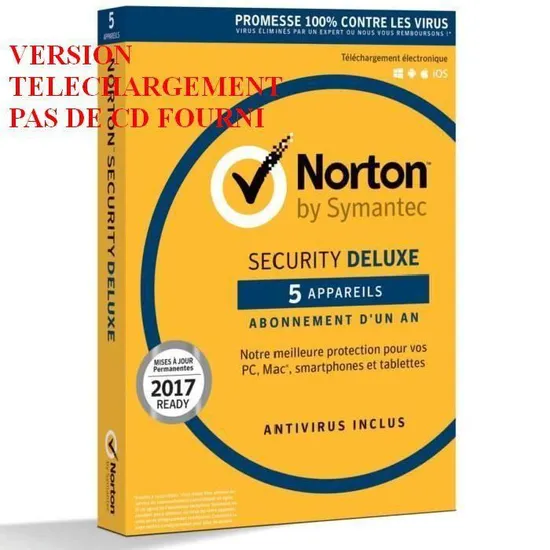 PROMESSE 100% CONTRE LES VIRUS
VIRUS ÉLIMINÉS PAR UN EXPERT OU NOUS VOUS REMBOURSONS !*
5
APPAREILS
Téléchargement électronique
iOS
VERSION
TELECHARGEMENT
PAS DE CD FOURNI
NORTON™ SECURITY DELUXE
Norton™
by Symantec
SECURITY DELUXE
5 APPAREILS
ABONNEMENT D'UN AN
Notre meilleure protection pour vos
PC, Mac®, smartphones et tablettes
MISES À JOUR
Permanentes
2017
READY
ANTIVIRUS INCLUS
Norton
by Symantec